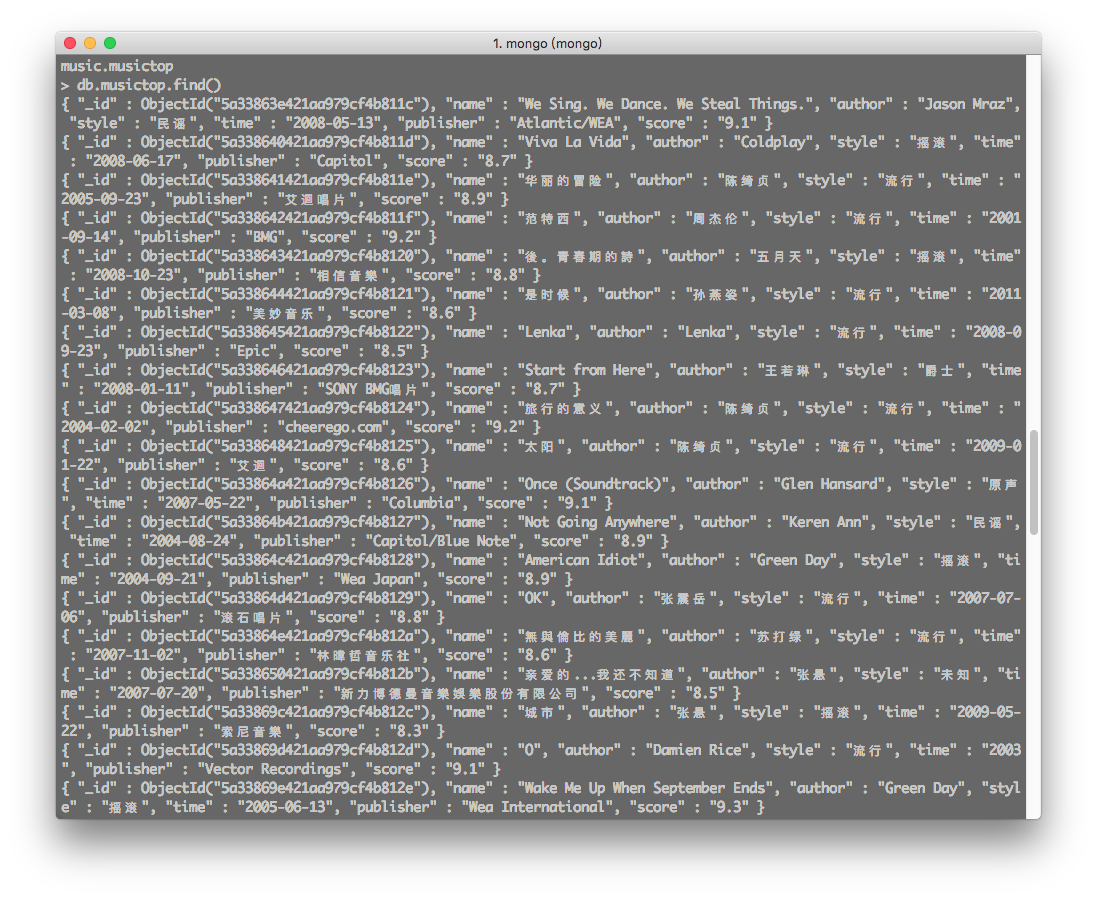 1. mongo (mongo)
music.musictop
> db.musictop.find()
{ "_id" : ObjectId("5a33863e421aa979cf4b811c"), "name" : "We Sing. We Dance. We Steal Things.", "author" : "Jason Mraz",
"style" : "民谣", "time" : "2008-05-13", "publisher" : "Atlantic/WEA", "score" : "9.1" }
{ "_id" : ObjectId("5a338640421aa979cf4b811d"), "name" : "Viva La Vida", "author" : "Coldplay", "style" : "摇滚", "time"
: "2008-06-17", "publisher" : "Capitol", "score" : "8.7" }
{ "_id" : ObjectId("5a338641421aa979cf4b811e"), "name" : "华丽的冒险", "author" : "陈绮贞", "style" : "流行", "time" : "
2005-09-23", "publisher" : "艾迴唱片", "score" : "8.9" }
{ "_id" : ObjectId("5a338642421aa979cf4b811f"), "name" : "范特西", "author" : "周杰伦", "style" : "流行", "time" : "2001
-09-14", "publisher" : "BMG", "score" : "9.2" }
{ "_id" : ObjectId("5a338643421aa979cf4b8120"), "name" : "後。青春期的詩", "author" : "五月天", "style" : "摇滚", "time"
: "2008-10-23", "publisher" : "相信音樂", "score" : "8.8" }
{ "_id" : ObjectId("5a338644421aa979cf4b8121"), "name" : "是时候", "author" : "孙燕姿", "style" : "流行", "time" : "2011
-03-08", "publisher" : "美妙音乐", "score" : "8.6" }
{ "_id" : ObjectId("5a338645421aa979cf4b8122"), "name" : "Lenka", "author" : "Lenka", "style" : "流行", "time" : "2008-0
9-23", "publisher" : "Epic", "score" : "8.5" }
{ "_id" : ObjectId("5a338646421aa979cf4b8123"), "name" : "Start from Here", "author" : "王若琳", "style" : "爵士", "time
" : "2008-01-11", "publisher" : "SONY BMG唱片", "score" : "8.7" }
{ "_id" : ObjectId("5a338647421aa979cf4b8124"), "name" : "旅行的意义", "author" : "陈绮贞", "style" : "流行", "time" : "
2004-02-02", "publisher" : "cheerego.com", "score" : "9.2" }
{ "_id" : ObjectId("5a338648421aa979cf4b8125"), "name" : "太阳", "author" : "陈绮贞", "style" : "流行", "time" : "2009-0
1-22", "publisher" : "艾迴", "score" : "8.6" }
{ "_id" : ObjectId("5a33864a421aa979cf4b8126"), "name" : "Once (Soundtrack)", "author" : "Glen Hansard", "style" : "原声
", "time" : "2007-05-22", "publisher" : "Columbia", "score" : "9.1" }
{ "_id" : ObjectId("5a33864b421aa979cf4b8127"), "name" : "Not Going Anywhere", "author" : "Keren Ann", "style" : "民谣",
"time" : "2004-08-24", "publisher" : "Capitol/Blue Note", "score" : "8.9" }
{ "_id" : ObjectId("5a33864c421aa979cf4b8128"), "name" : "American Idiot", "author" : "Green Day", "style" : "摇滚", "ti
me" : "2004-09-21", "publisher" : "Wea Japan", "score" : "8.9" }
{ "_id" : ObjectId("5a33864d421aa979cf4b8129"), "name" : "OK", "author" : "张震岳", "style" : "流行", "time" : "2007-07-
06", "publisher" : "滚石唱片", "score" : "8.8" }
{ "_id" : ObjectId("5a33864e421aa979cf4b812a"), "name" : "無與倫比的美麗", "author" : "苏打绿", "style" : "流行", "time"
: "2007-11-02", "publisher" : "林暐哲音乐社", "score" : "8.6" }
{ "_id" : ObjectId("5a338650421aa979cf4b812b"), "name" : "亲爱的...我还不知道", "author" : "张悬", "style" : "未知", "ti
me" : "2007-07-20", "publisher" : "新力博德曼音樂娛樂股份有限公司", "score" : "8.5" }
{ "_id" : ObjectId("5a33869c421aa979cf4b812c"), "name" : "城市", "author" : "张悬", "style" : "摇滚", "time" : "2009-05-
22", "publisher" : "索尼音樂", "score" : "8.3" }
{ "_id" : ObjectId("5a33869d421aa979cf4b812d"), "name" : "O", "author" : "Damien Rice", "style" : "流行", "time" : "2003
", "publisher" : "Vector Recordings", "score" : "9.1" }
{ "_id" : ObjectId("5a33869e421aa979cf4b812e"), "name" : "Wake Me Up When September Ends", "author" : "Green Day", "styl
e" : "摇滚", "time" : "2005-06-13", "publisher" : "Wea International", "score" : "9.3" }